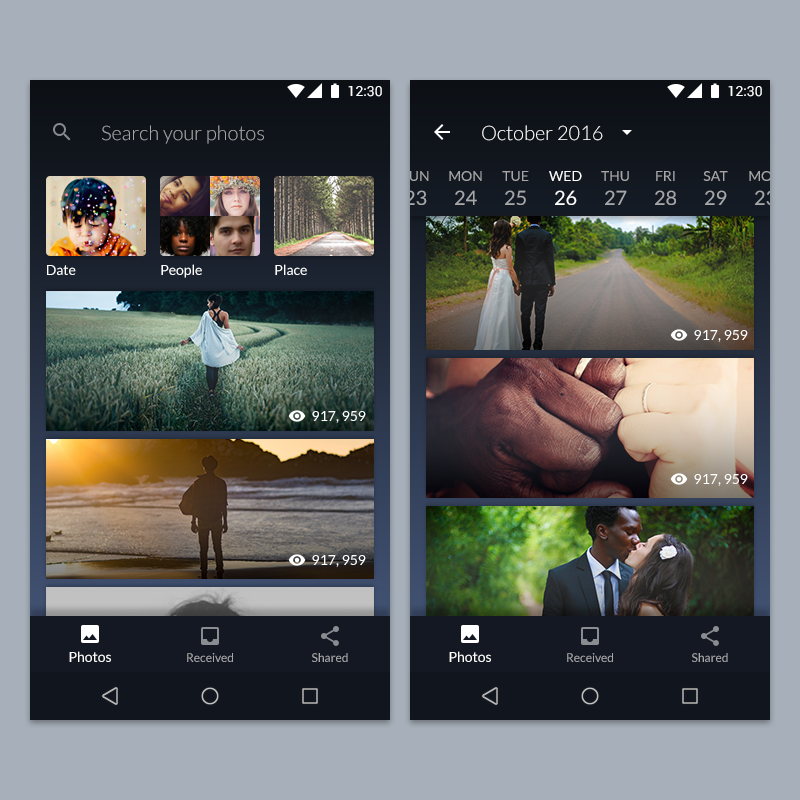 12:30
Search your photos
Date People Place
917,959
917,959
Photos Received Shared
12:30
October 2016
UN MON TUE WED THU FRI SAT MO
23 24 25 26 27 28 29 23
917,959
917,959
Photos Received Shared